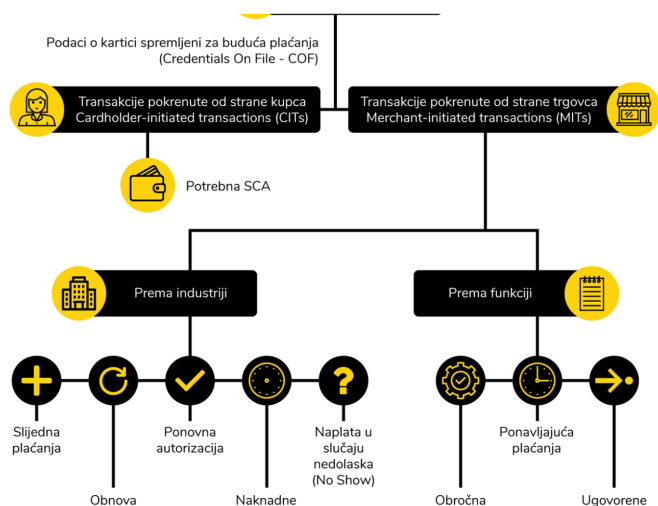 Podaci o kartici spremljeni za buduća plaćanja
(Credentials On File - COF)
Transakcije pokrenute od strane kupca
Cardholder-initiated transactions (CITs)
Transakcije pokrenute od strane trgovca
Merchant-initiated transactions (MITs)
Potrebna SCA
Prema industriji
Prema funkciji
Slijedna
plaćanja
Ponovna
autorizacija
Naplata u
slučaju
nedolaska
(No Show)
Ponavljajuća
plaćanja
Obnova
Naknadne
Obročna
Ugovorene